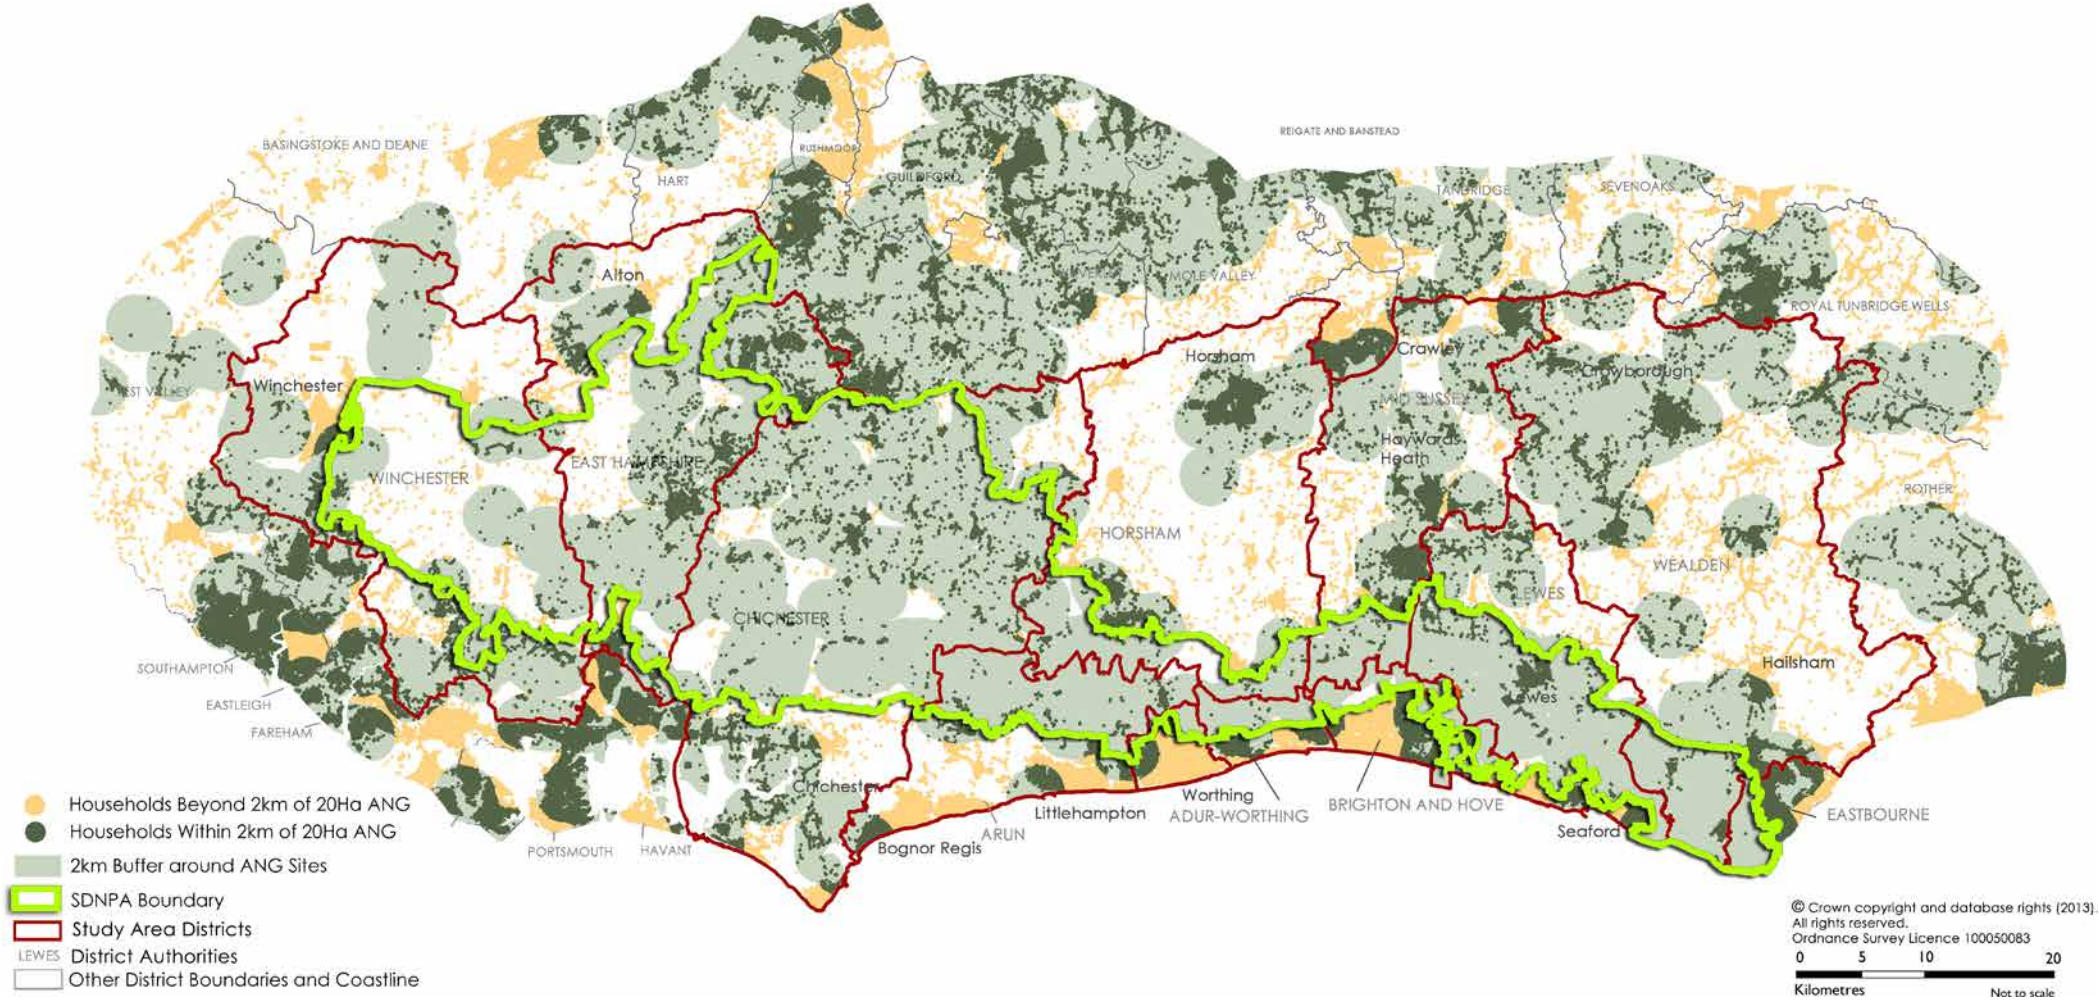 REIGATE AND BANSTEAD
BASINGSTOKE AND DEANE
RUSHMOOR
HART
GUILDFORD
TANDRIDGE
SEVENOAKS
Alton
MOLE VALLEY
ROYAL TUNBRIDGE WELLS
Horsham
Crawley
Winchester
Crowborough
MID SUSSEX
Haywards
Heath
EAST HAMPSHIRE
WINCHESTER
ROTHER
HORSHAM
WEALDEN
LEWES
CHICHESTER
SOUTHAMPTON
Hailsham
Lewes
EASTLEIGH
FAREHAM
Chichester
Worthing
ADUR-WORTHING
BRIGHTON AND HOVE
Littlehampton
EASTBOURNE
Seaford
ARUN
Bognor Regis
PORTSMOUTH
HAVANT
Households Beyond 2km of 20Ha ANG
Households Within 2km of 20Ha ANG
2km Buffer around ANG Sites
SDNPA Boundary
Study Area Districts
LEWES District Authorities
Other District Boundaries and Coastline
© Crown copyright and database rights (2013).
All rights reserved.
Ordnance Survey Licence 100050083
0 5 10 20
Kilometres Not to scale